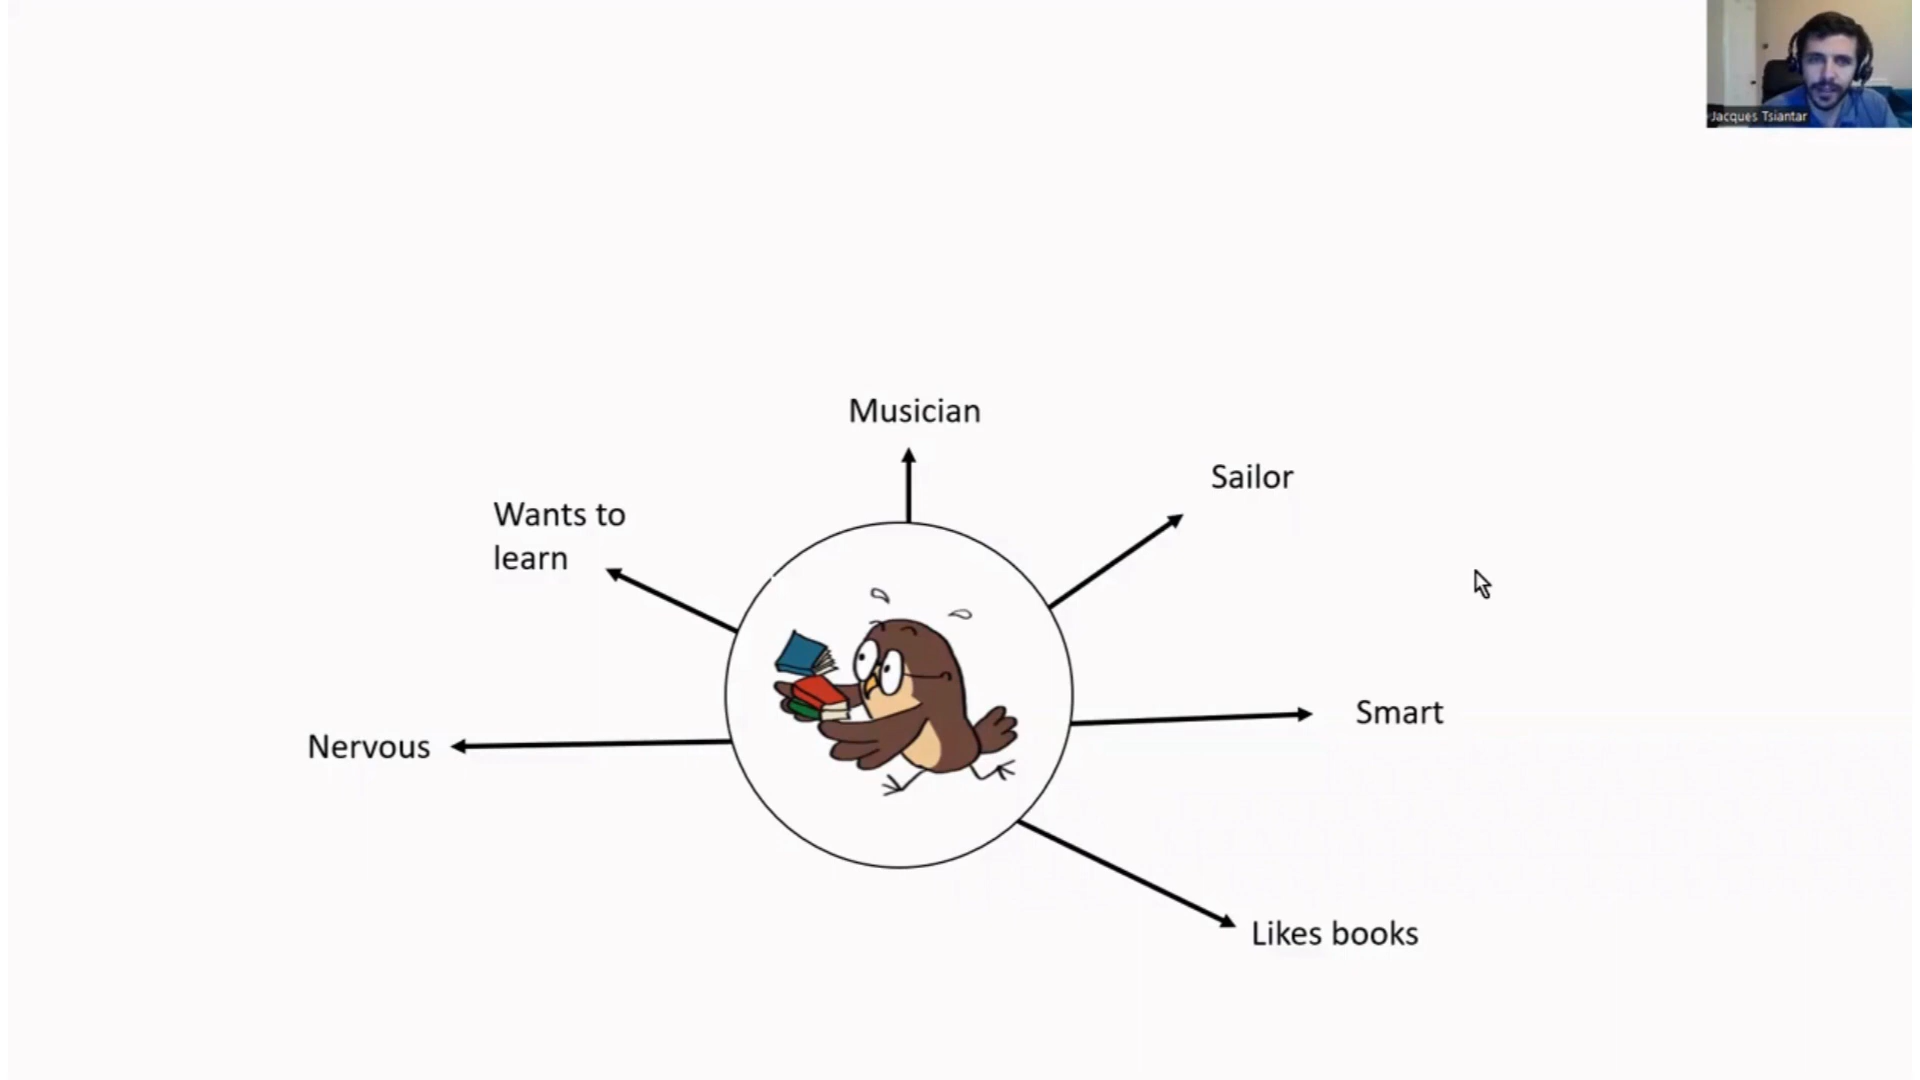 Jacques Tsiantar
Musician
Sailor
Wants to
learn
Smart
Nervous
Likes books